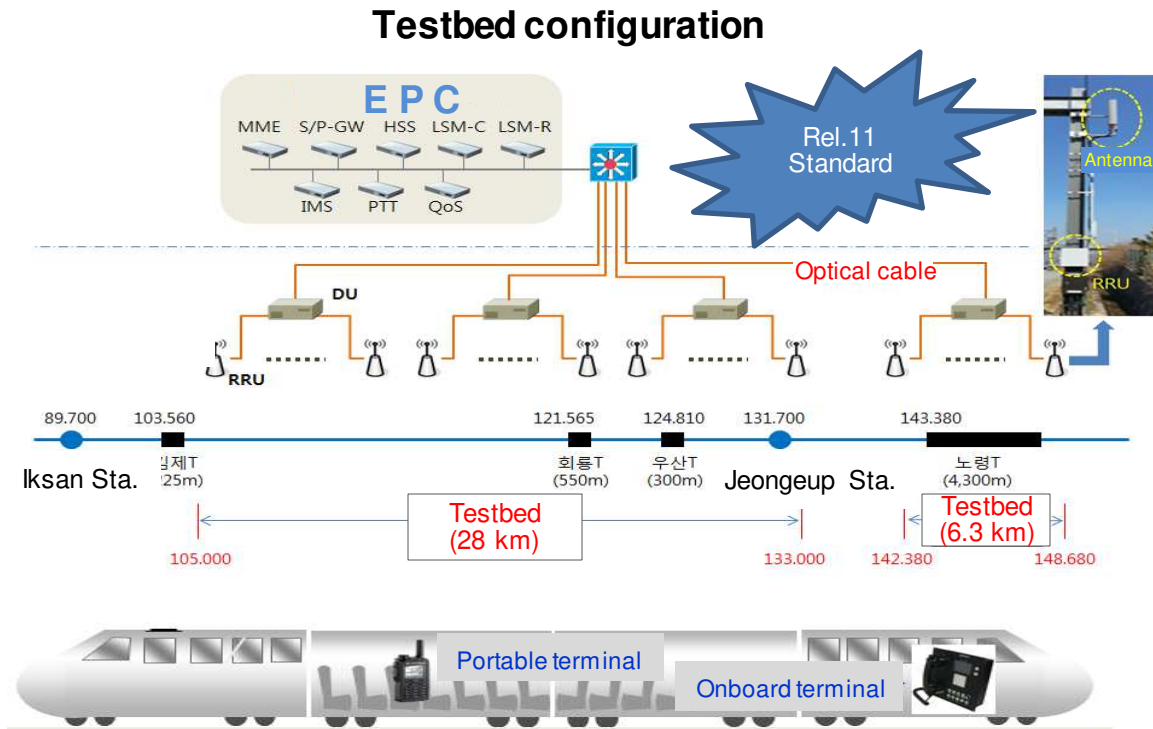 Testbed configuration
E P C
MME S/P-GW HSS LSM-C LSM-R
IMS PTT QoS
Rel.11
Standard
Antenna
RRU
Optical cable
DU
RRU
89.700 103.560 121.565 124.810 131.700 143.380
Iksan Sta. 회룡T 우산T Jeongeup Sta. 노령T
(550m) (300m) (4,300m)
Testbed
(28 km)
Testbed
(6.3 km)
105.000 133.000 142.380 148.680
Portable terminal
Onboard terminal